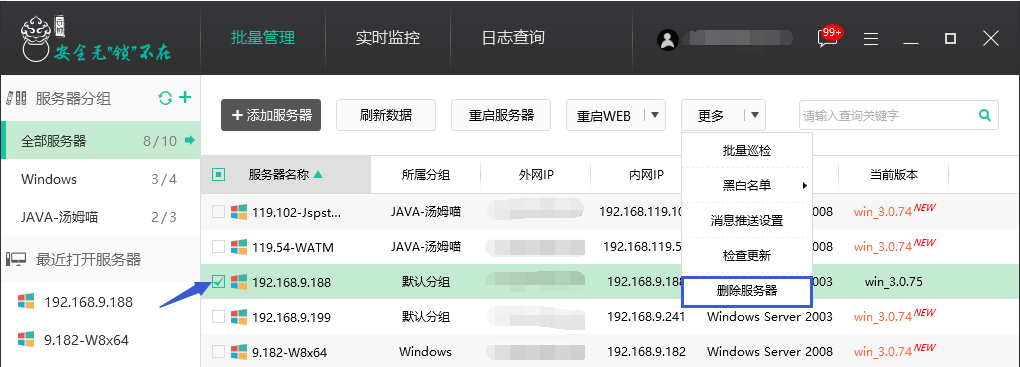 云锁
安全无“锁”不在
批量管理 实时监控 日志查询
99+
服务器分组
全部服务器 8 / 10
Windows 3 / 4
JAVA-汤姆喵 2 / 3
最近打开服务器
192.168.9.188
9.182-W8x64
添加服务器 刷新数据 重启服务器 重启WEB 更多 请输入查询关键字
批量巡检
黑白名单
消息推送设置
检查更新
删除服务器
服务器名称 所属分组 外网IP 内网IP 当前版本
119.102-Jspst... JAVA-汤姆喵 192.168.119.10 2008 win_3.0.74 NEW
119.54-WATM JAVA-汤姆喵 192.168.119.5 2008 win_3.0.74 NEW
192.168.9.188 默认分组 192.168.9.188 2003 win_3.0.75
192.168.9.199 默认分组 192.168.9.241 Windows Server 2003 win_3.0.74 NEW
9.182-W8x64 Windows 192.168.9.182 Windows Server 2008 win_3.0.74 NEW